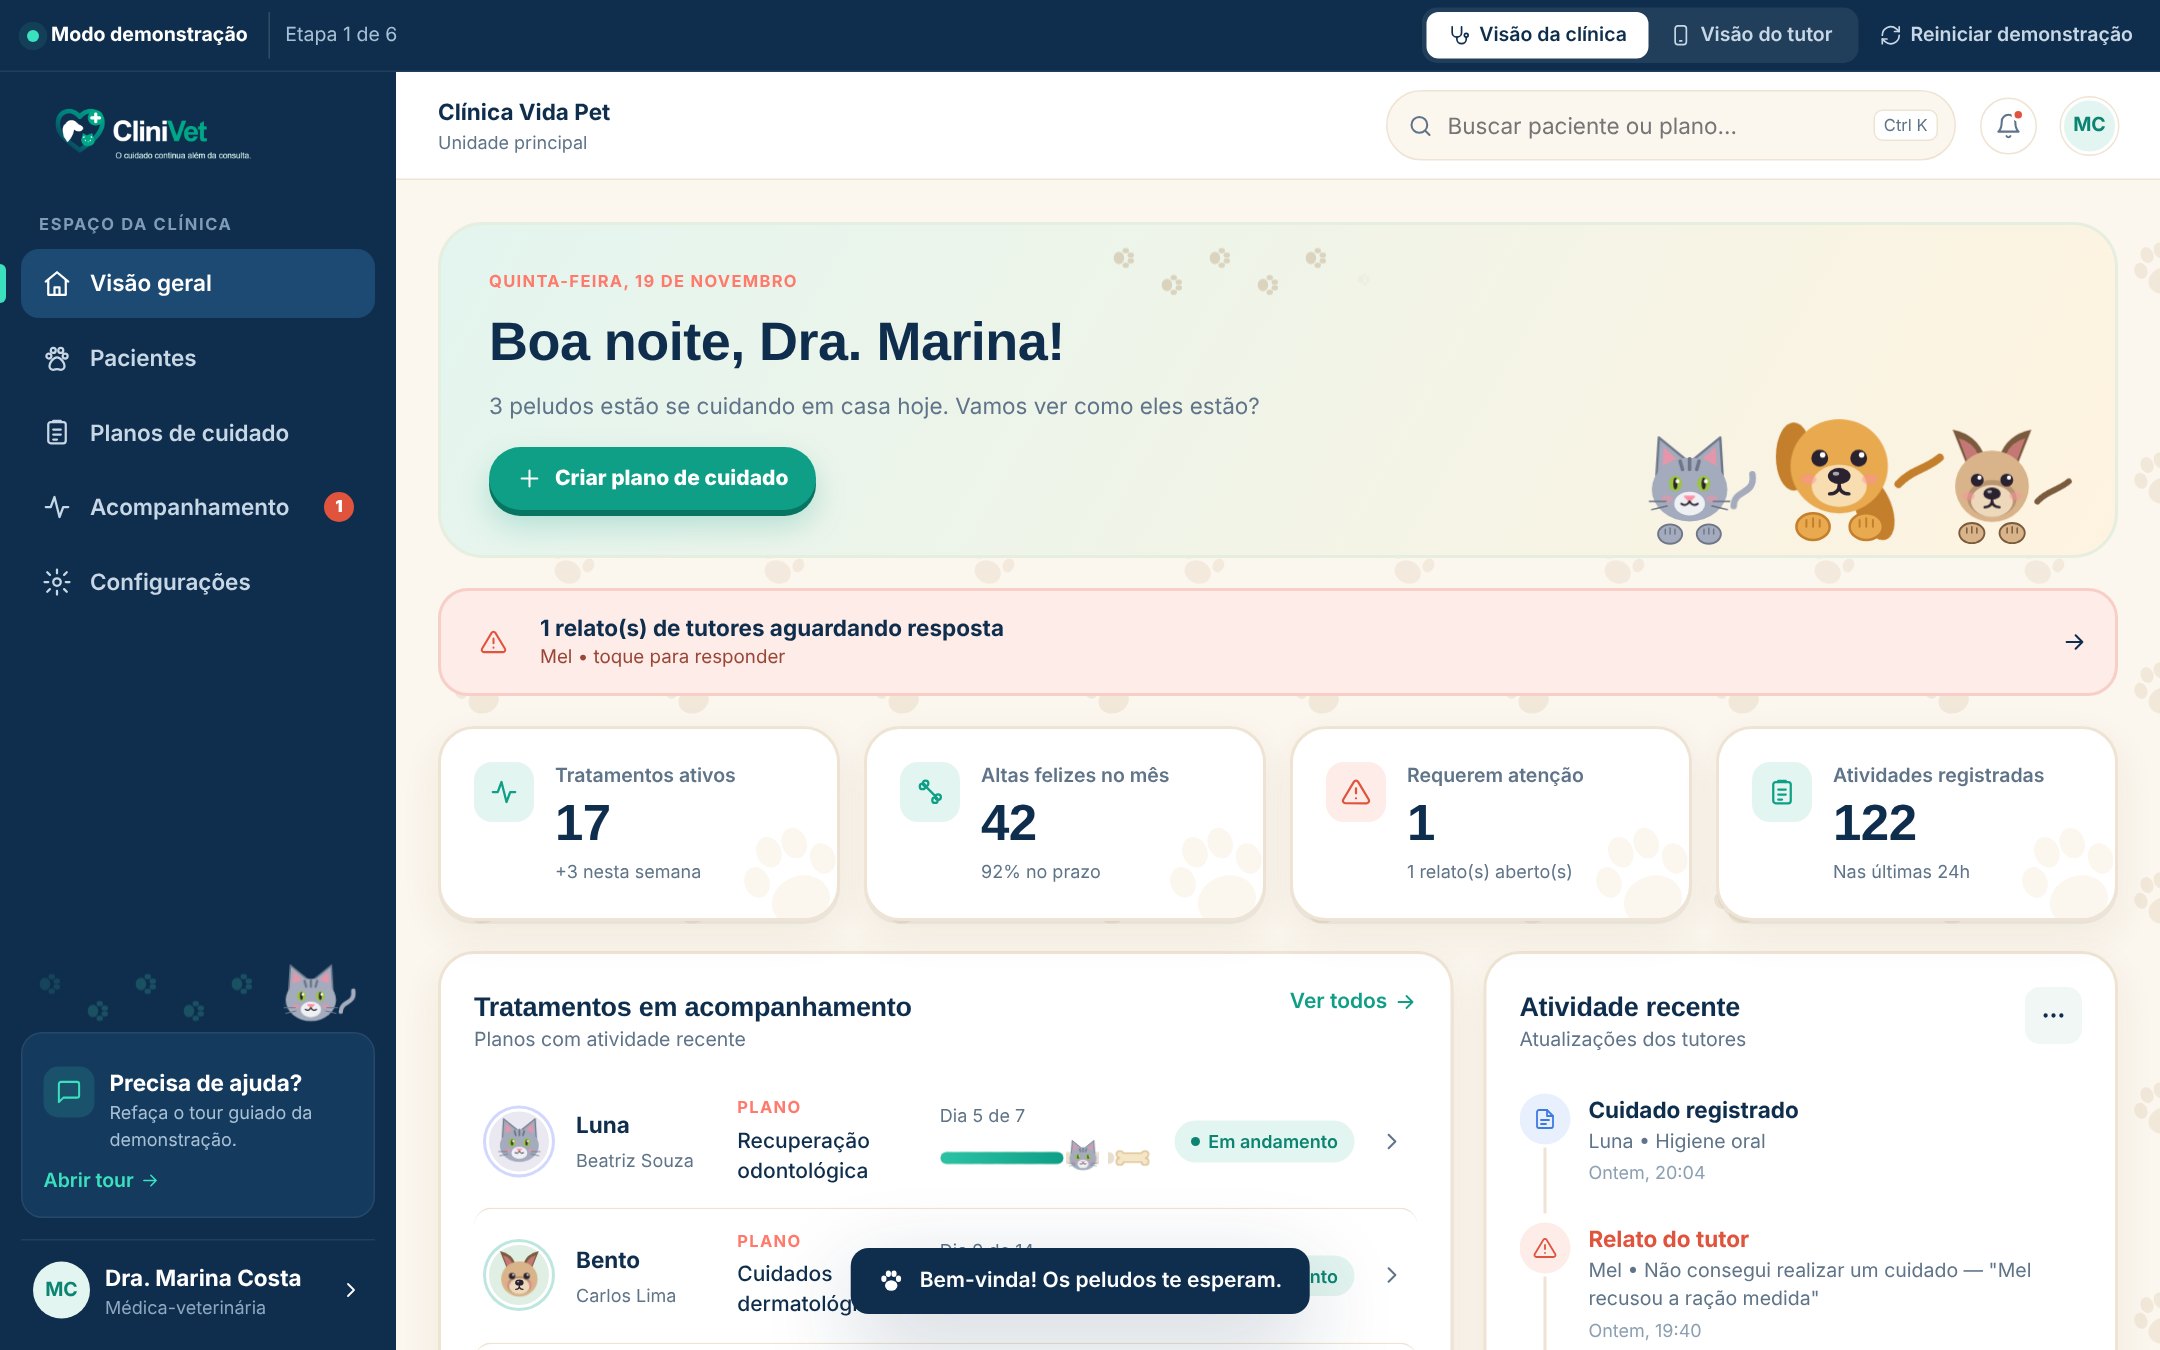 Modo demonstração
Etapa 1 de 6
Visão da clínica
Visão do tutor
Reiniciar demonstração
CliniVet
O cuidado continua além da consulta.
ESPAÇO DA CLÍNICA
Visão geral
Pacientes
Planos de cuidado
Acompanhamento
1
Configurações
Precisa de ajuda?
Refaça o tour guiado da
demonstração.
Abrir tour
MC
Dra. Marina Costa
Médica-veterinária
Clínica Vida Pet
Unidade principal
Buscar paciente ou plano...
Ctrl K
MC
QUINTA-FEIRA, 19 DE NOVEMBRO
Boa noite, Dra. Marina!
3 peludos estão se cuidando em casa hoje. Vamos ver como eles estão?
Criar plano de cuidado
1 relato(s) de tutores aguardando resposta
Mel • toque para responder
Tratamentos ativos
17
+3 nesta semana
Altas felizes no mês
42
92% no prazo
Requerem atenção
1
1 relato(s) aberto(s)
Atividades registradas
122
Nas últimas 24h
Tratamentos em acompanhamento
Planos com atividade recente
Ver todos
Luna
Beatriz Souza
PLANO
Recuperação
odontológica
Dia 5 de 7
Em andamento
Bento
Carlos Lima
PLANO
Cuidados
Bem-vinda! Os peludos te esperam.
Atividade recente
Atualizações dos tutores
Cuidado registrado
Luna • Higiene oral
Ontem, 20:04
Relato do tutor
Mel • Não consegui realizar um cuidado — "Mel
recusou a ração medida"
Ontem, 19:40